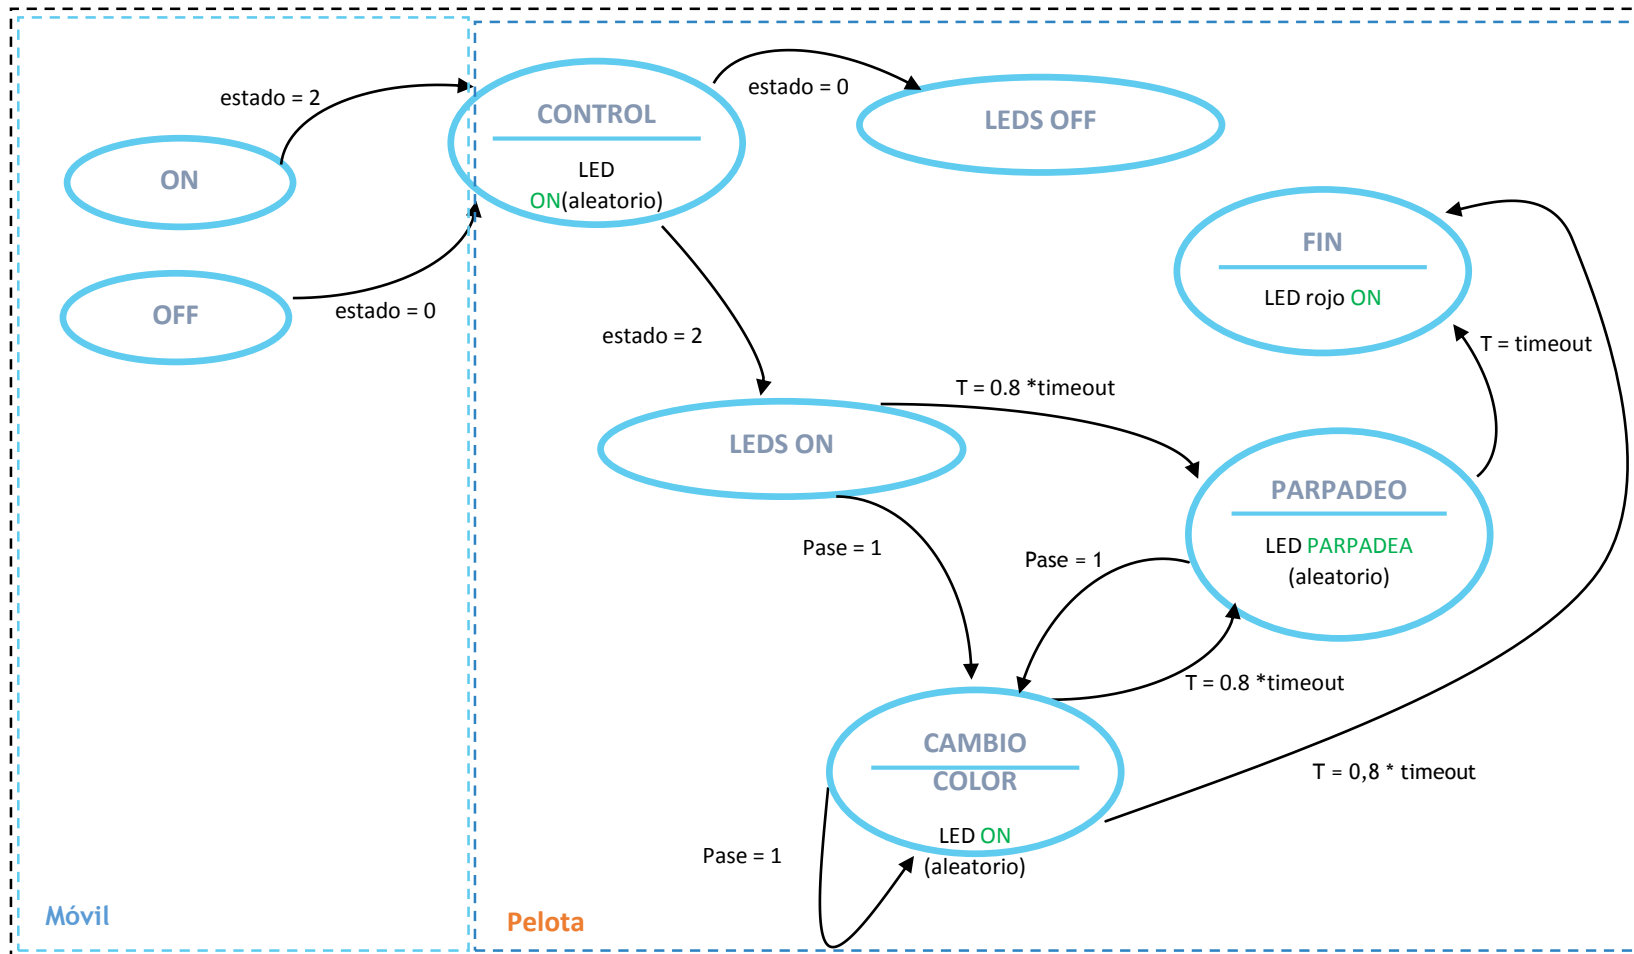 estado = 2
ON
OFF
estado = 0
CONTROL
LED
ON(aleatorio)
estado = 0
LEDS OFF
estado = 2
FIN
LED rojo ON
T = timeout
LEDS ON
T = 0.8 *timeout
PARPADEO
LED PARPADEA
(aleatorio)
Pase = 1
Pase = 1
T = 0.8 *timeout
CAMBIO
COLOR
LED ON
(aleatorio)
Pase = 1
T = 0,8 * timeout
Móvil
Pelota